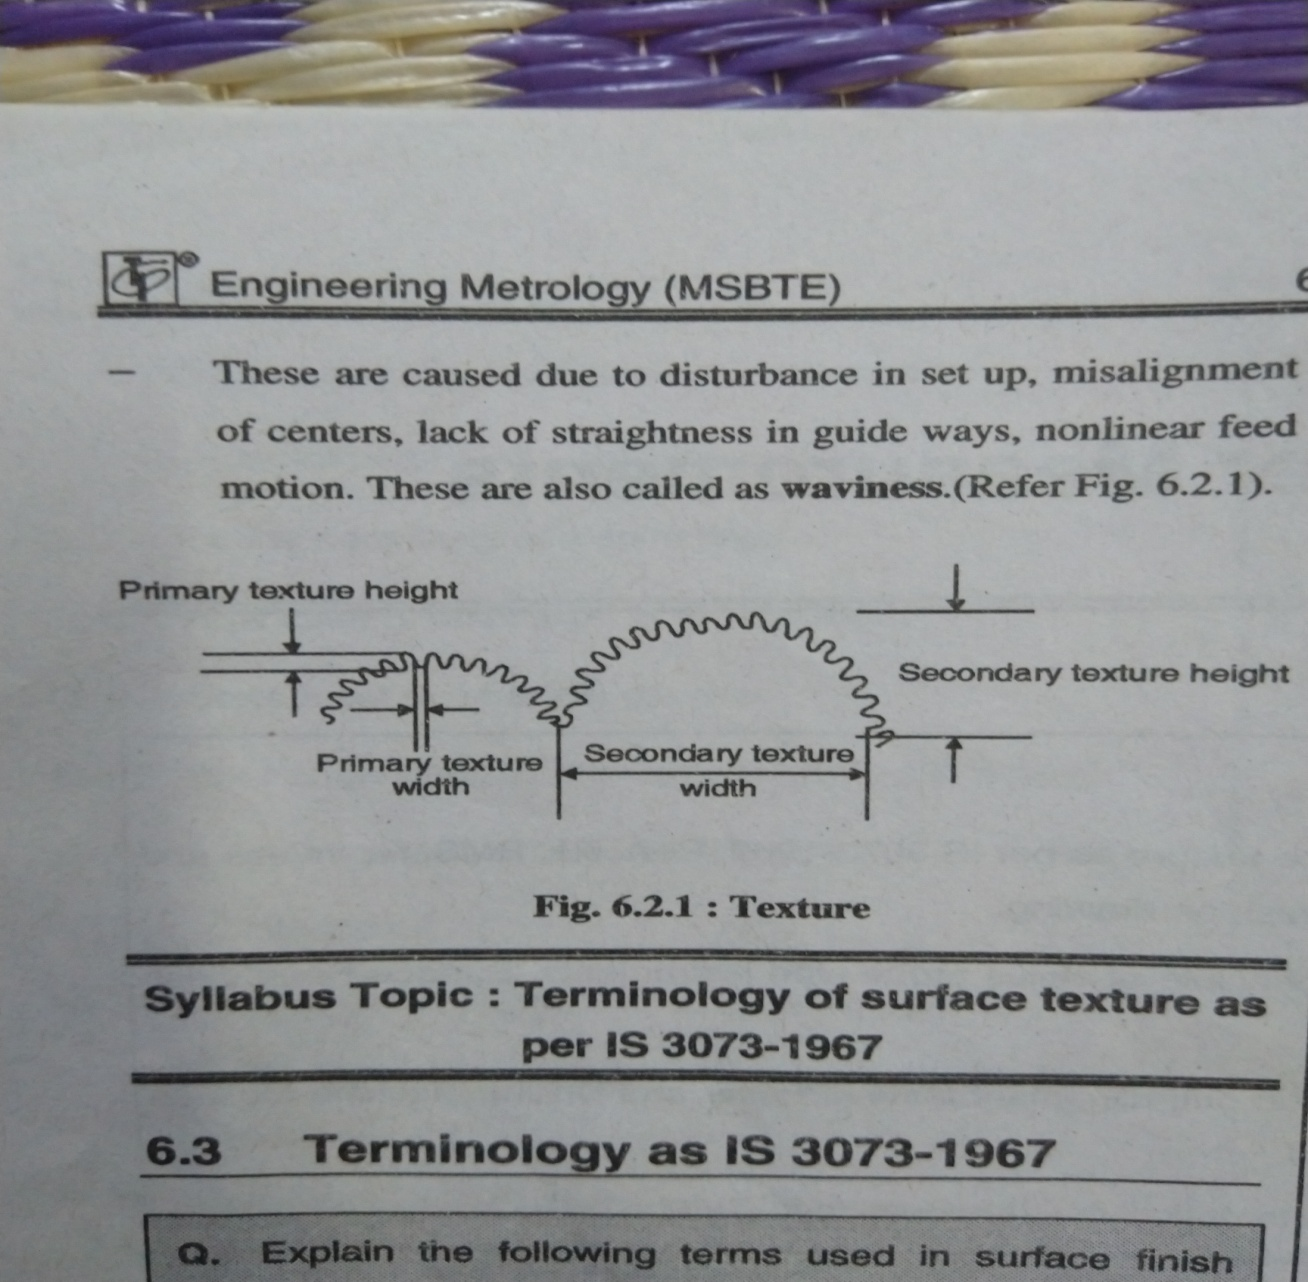 Engineering Metrology (MSBTE)
– These are caused due to disturbance in set up, misalignment
of centers, lack of straightness in guide ways, nonlinear feed
motion. These are also called as waviness.(Refer Fig. 6.2.1).
Primary texture height
Secondary texture height
Primary texture
width
Secondary texture
width
Fig. 6.2.1 : Texture
Syllabus Topic : Terminology of surface texture as
per IS 3073-1967
6.3 Terminology as IS 3073-1967
Q. Explain the following terms used in surface finish